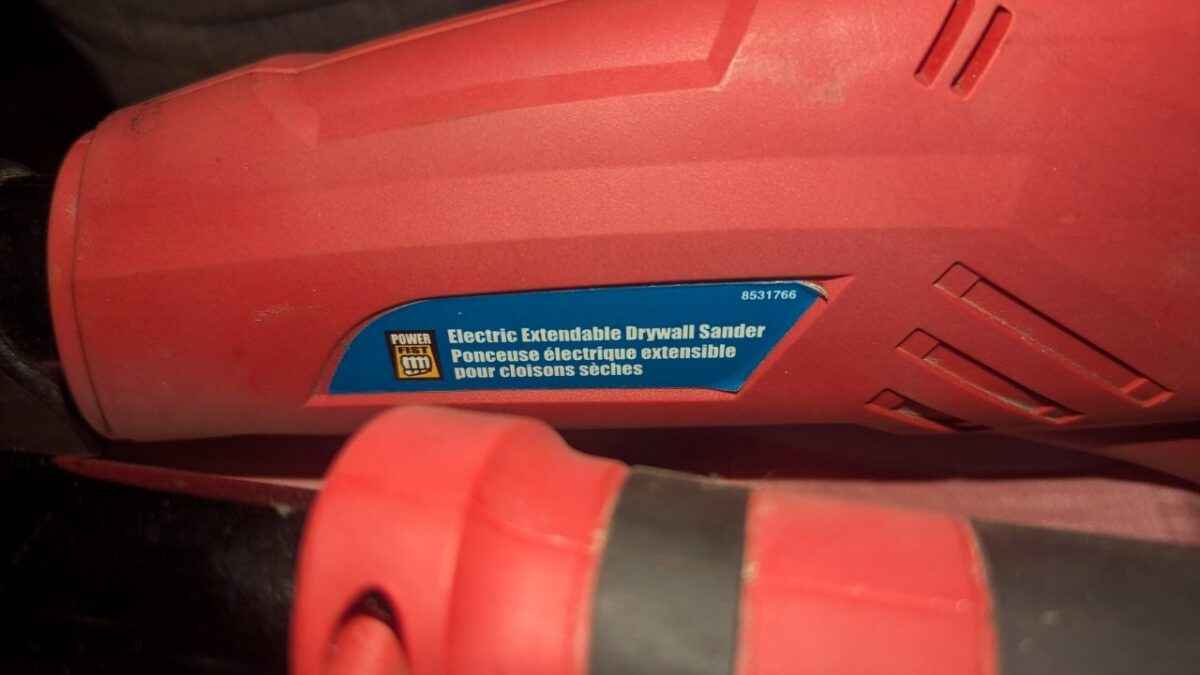 8531766
POWER
FIST
Electric Extendable Drywall Sander
Ponceuse électrique extensible
pour cloisons sèches